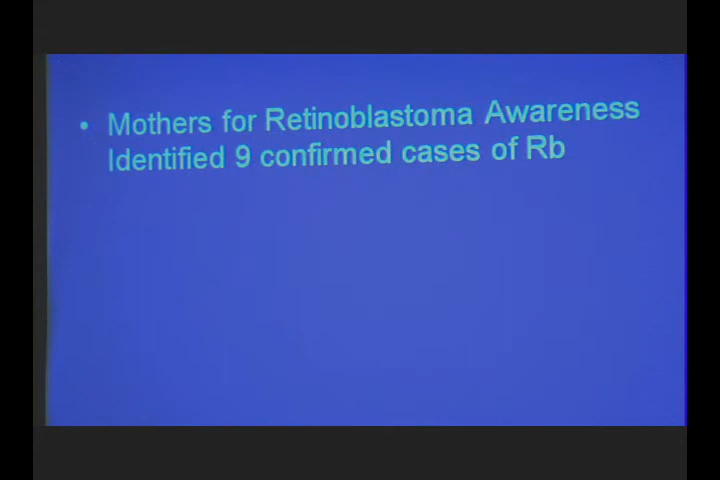 • Mothers for Retinoblastoma Awareness
Identified 9 confirmed cases of Rb